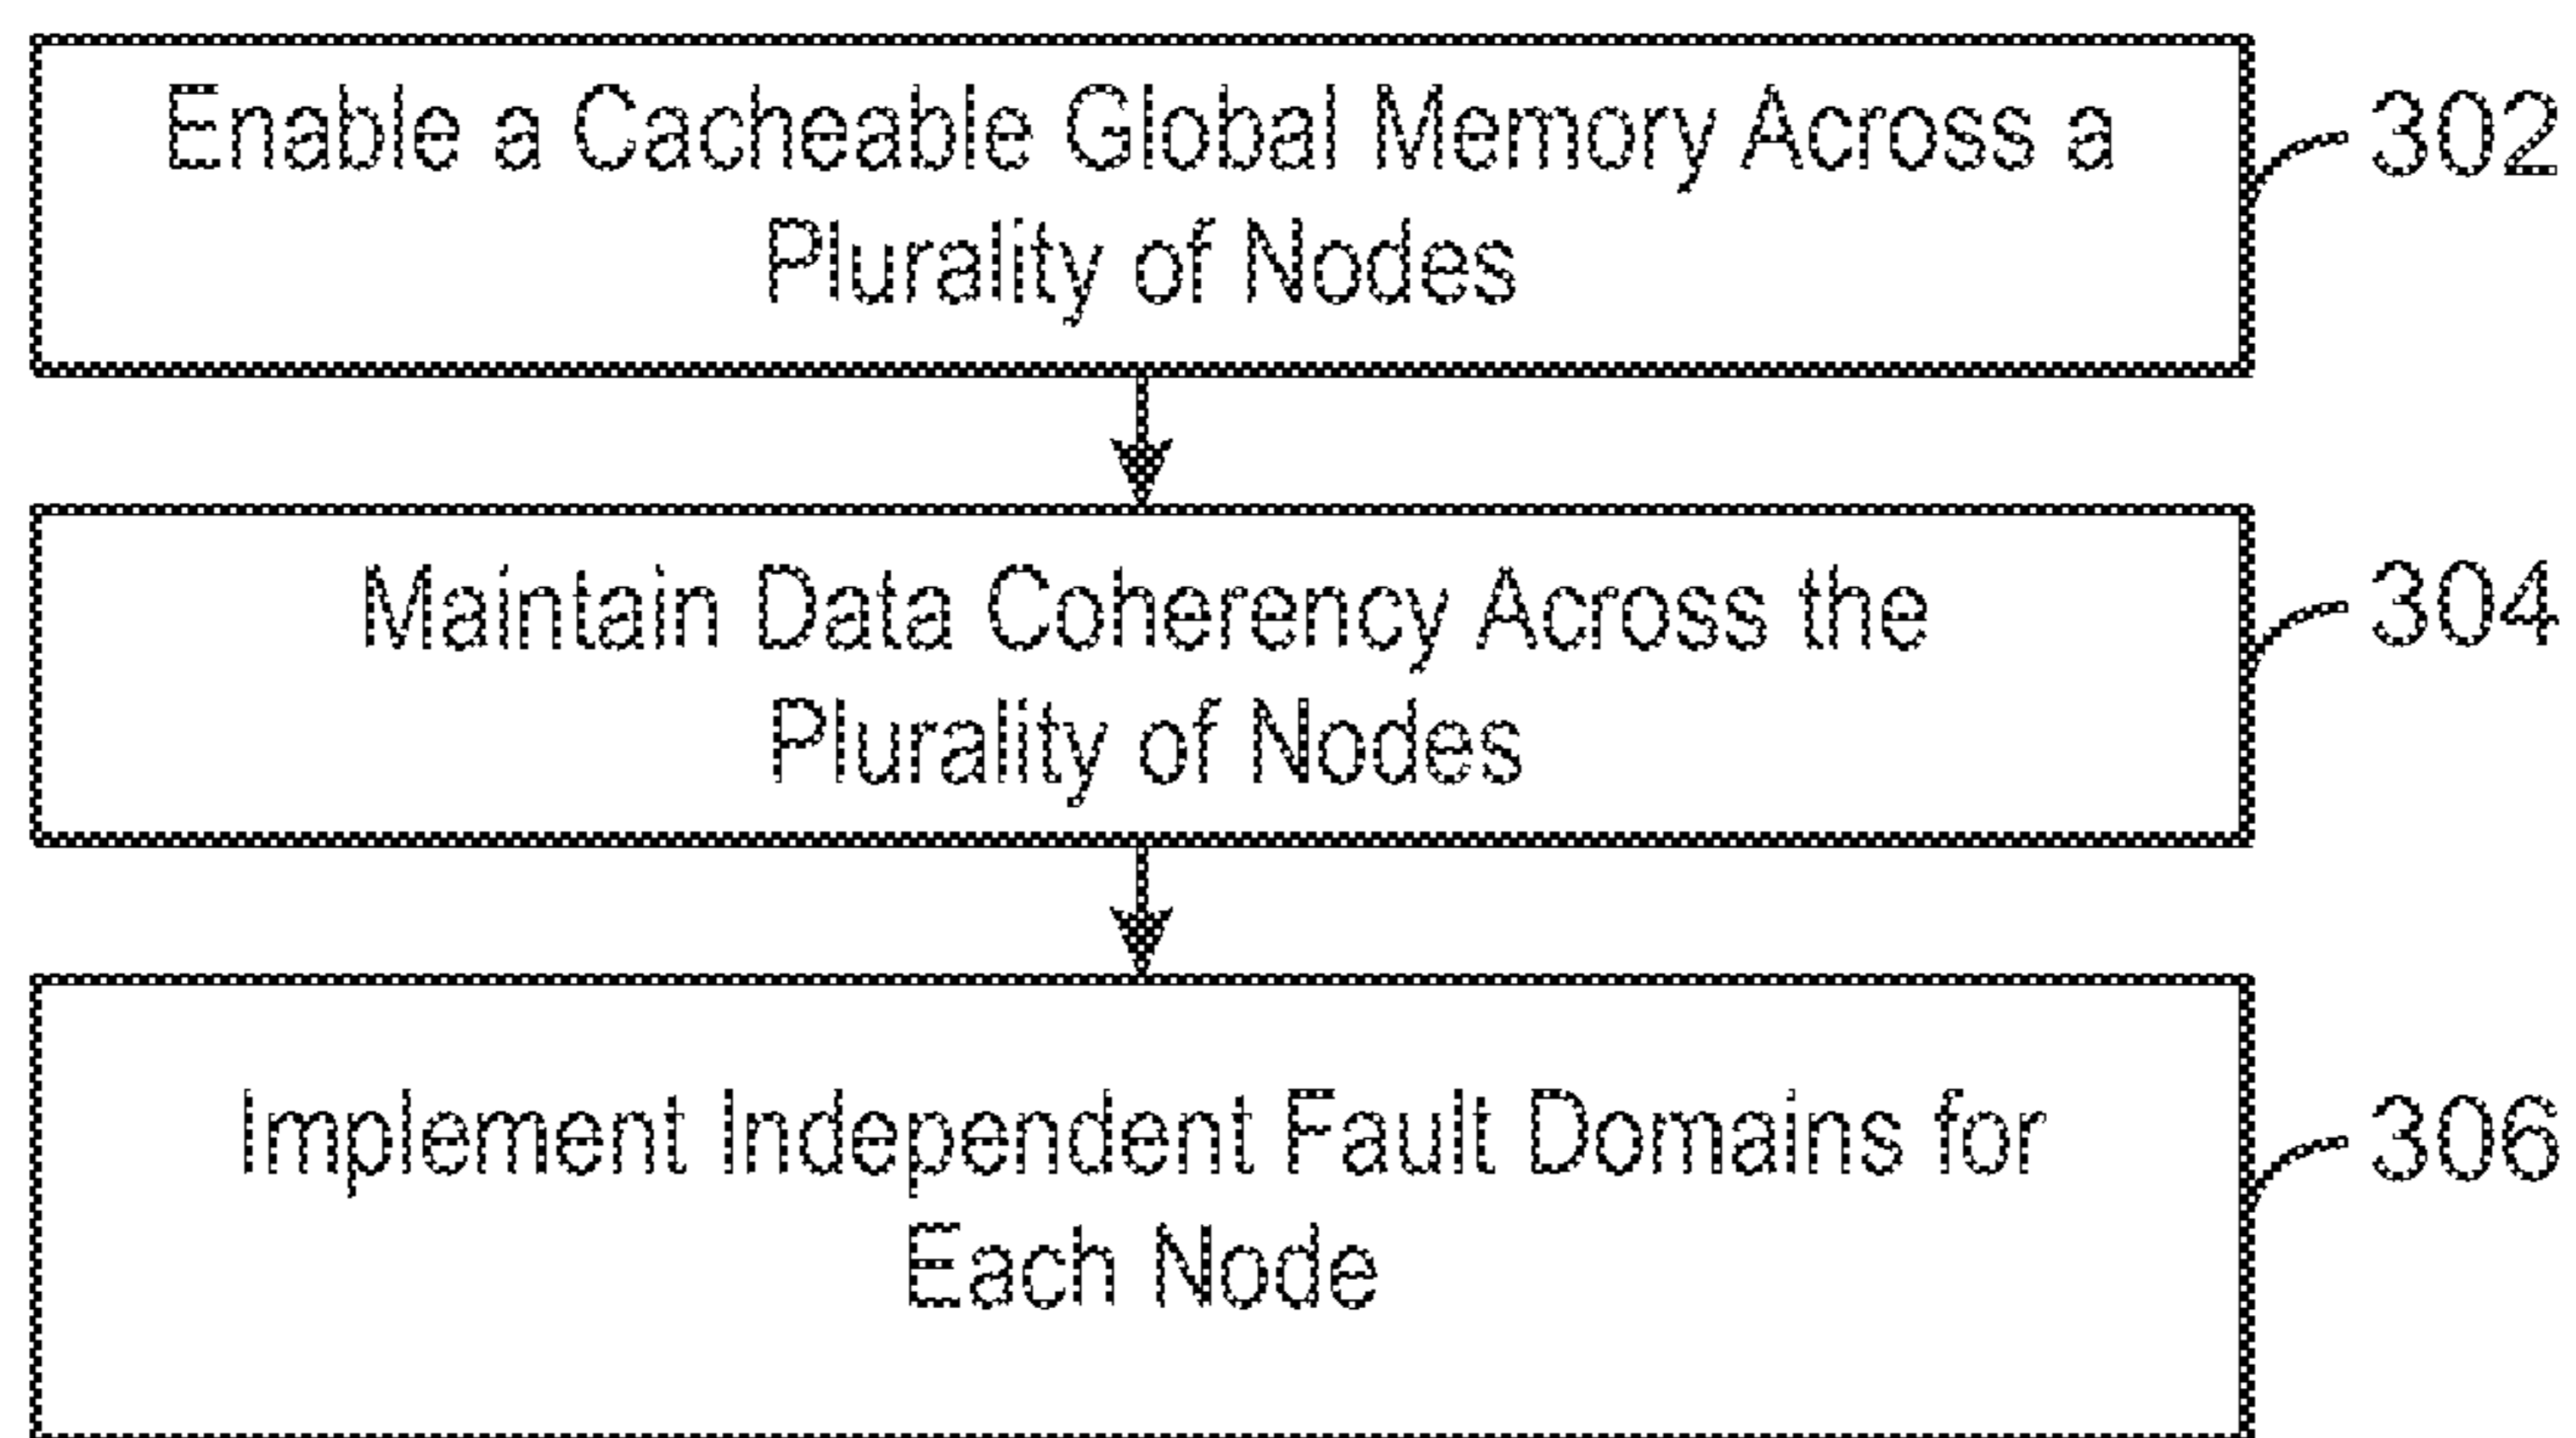 Enable a Cacheable Global Memory Across a
Plurality of Nodes
302
Maintain Data Coherency Across the
Plurality of Nodes
304
Implement Independent Fault Domains for
Each Node
306